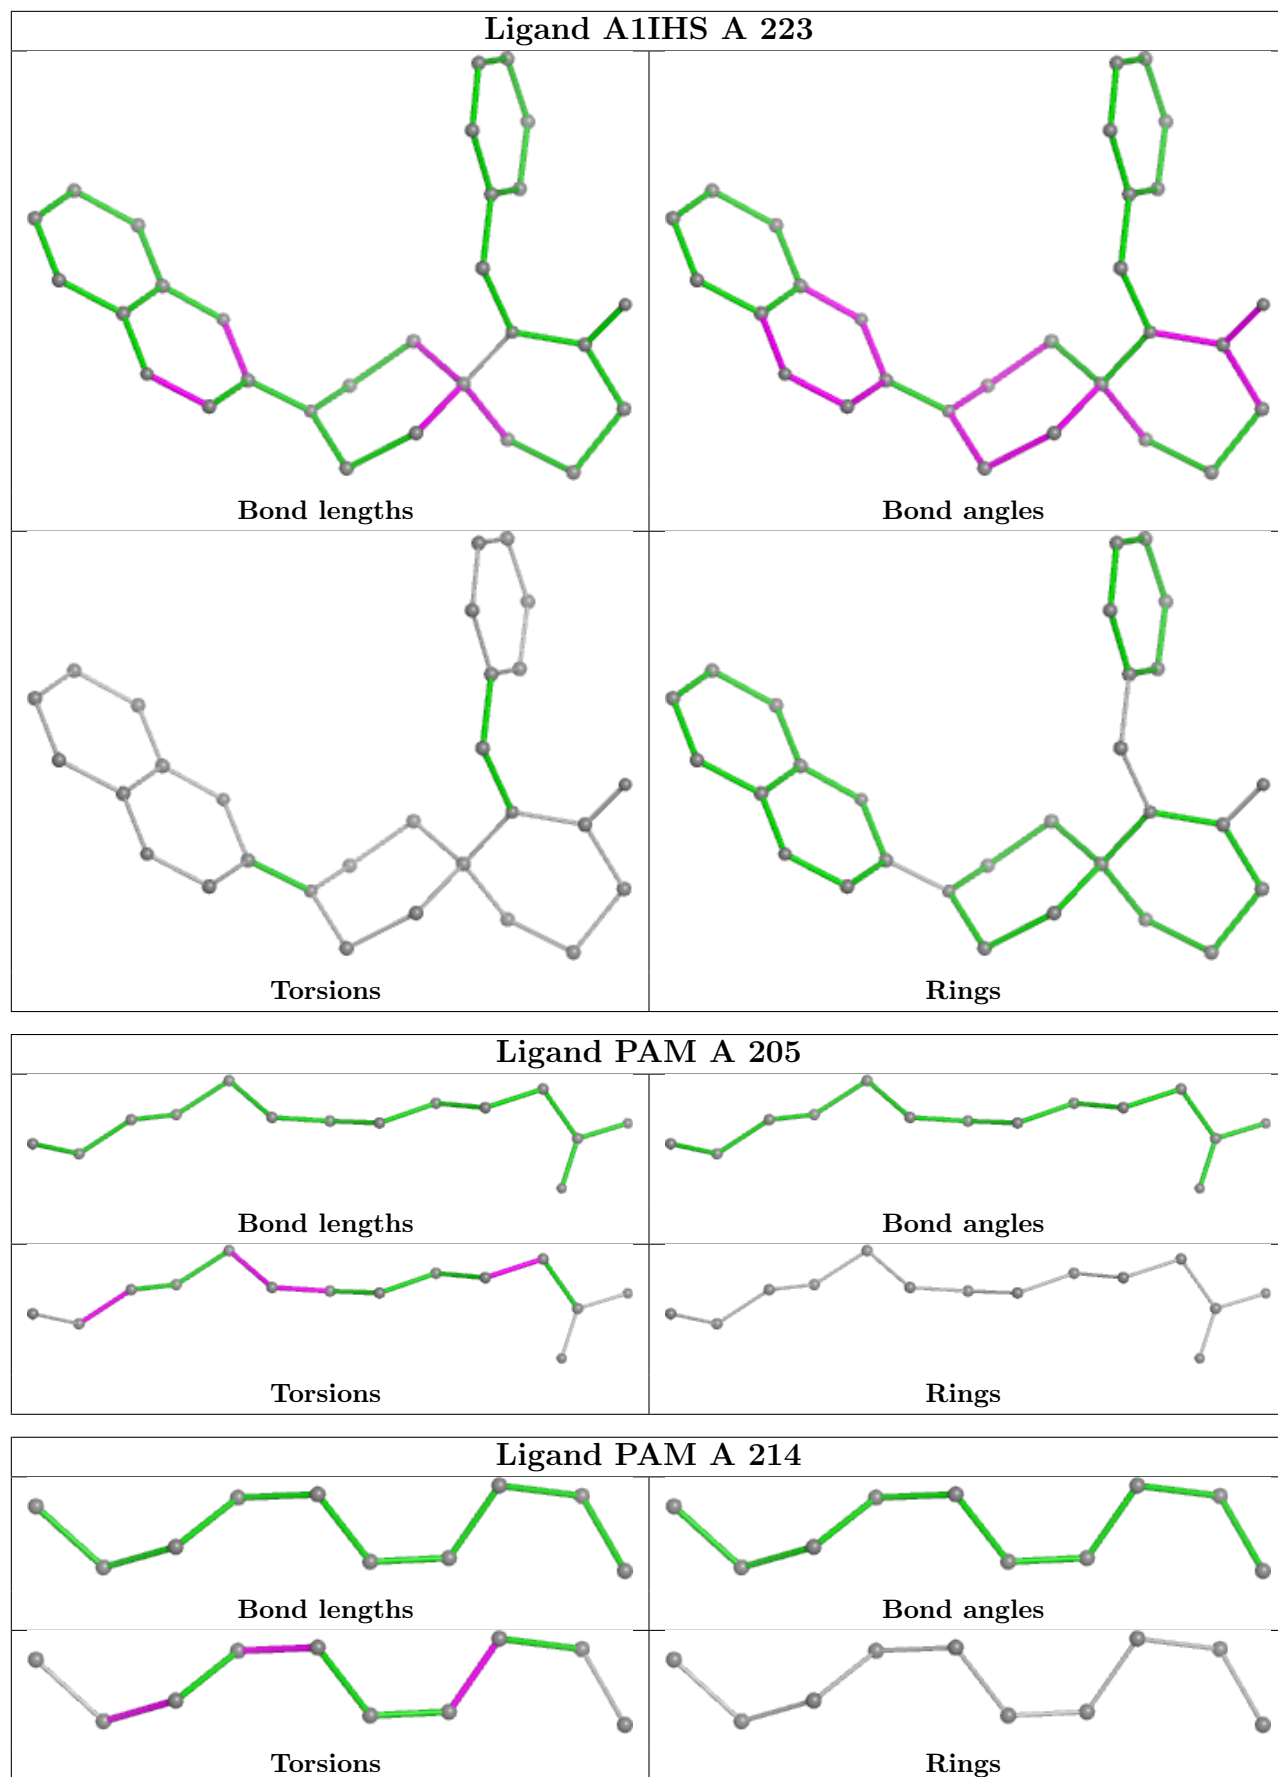 Ligand A1IHS A 223
Bond lengths
Bond angles
Torsions
Rings
Ligand PAM A 205
Bond lengths
Bond angles
Torsions
Rings
Ligand PAM A 214
Bond lengths
Bond angles
Torsions
Rings